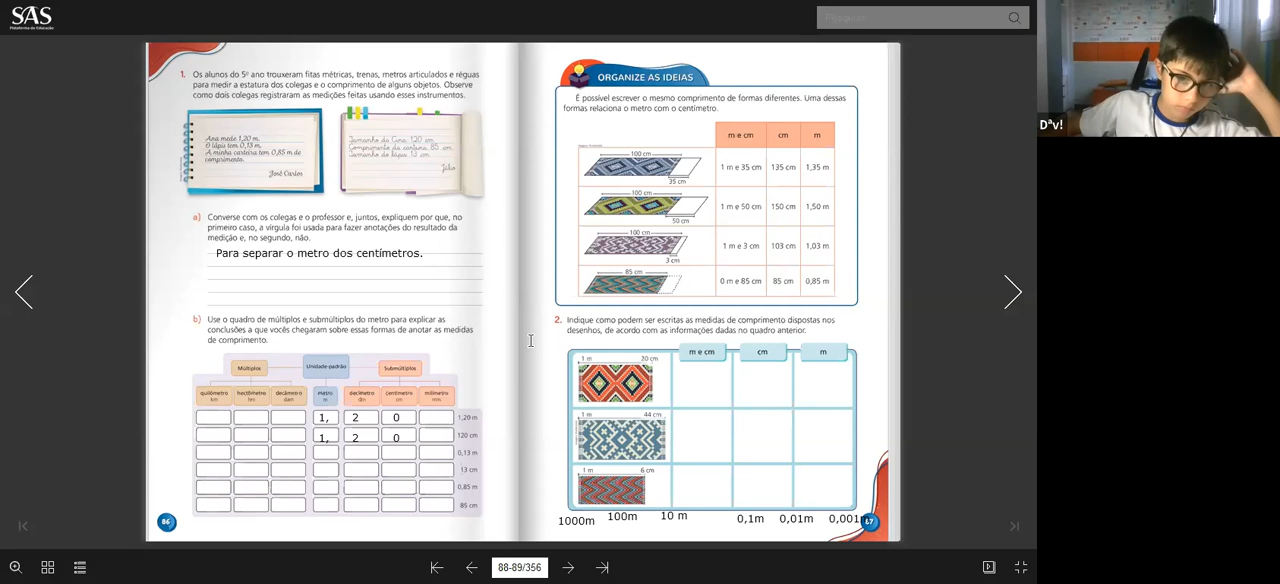 SAS
Plataforma de Educação
Pesquisar
Dªv!
1. Os alunos do 5º ano trouxeram fitas métricas, trenas, metros articulados e réguas
para medir a estatura dos colegas e o comprimento de alguns objetos. Observe
como dois colegas registraram as medições feitas usando esses instrumentos.
Ana mede 1,20 m.
O lápis tem 0,13 m.
A minha carteira tem 0,85 m de
comprimento.
José Carlos
Tamanho da Cina: 120 cm
Comprimento da carteira: 85 cm
Tamanho do lápis: 13 cm
Júlio
a) Converse com os colegas e o professor e, juntos, expliquem por que, no
primeiro caso, a vírgula foi usada para fazer anotações do resultado da
medição e, no segundo, não.
Para separar o metro dos centímetros.
b) Use o quadro de múltiplos e submúltiplos do metro para explicar as
conclusões a que vocês chegaram sobre essas formas de anotar as medidas
de comprimento.
Múltiplos Unidade-padrão Submúltiplos
quilômetro km hectômetro hm decâmetro dam metro m decímetro dm centímetro cm milímetro mm
1, 2 0 1,20 m
1, 2 0 120 cm
0,13 m
13 cm
0,85 m
85 cm
86
ORGANIZE AS IDEIAS
É possível escrever o mesmo comprimento de formas diferentes. Uma dessas
formas relaciona o metro com o centímetro.
m e cm cm m
100 cm 35 cm 1 m e 35 cm 135 cm 1,35 m
100 cm 50 cm 1 m e 50 cm 150 cm 1,50 m
100 cm 3 cm 1 m e 3 cm 103 cm 1,03 m
85 cm 0 m e 85 cm 85 cm 0,85 m
2. Indique como podem ser escritas as medidas de comprimento dispostas nos
desenhos, de acordo com as informações dadas no quadro anterior.
m e cm cm m
1 m 20 cm
1 m 44 cm
1 m 6 cm
1000m 100m 10 m 0,1m 0,01m 0,001
87
88-89/356